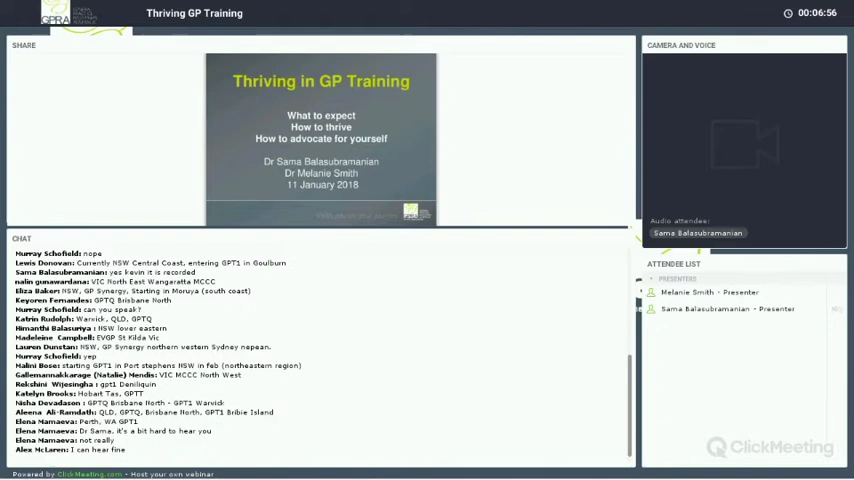 GPRA
Thriving GP Training
00:06:56
SHARE
CAMERA AND VOICE
Thriving in GP Training
What to expect
How to thrive
How to advocate for yourself
Dr Sama Balasubramanian
Dr Melanie Smith
11 January 2018
Audio attendee:
Sama Balasubramanian
CHAT
Murray Schofield: nope
Lewis Donovan: Currently NSW Central Coast, entering GPT1 in Goulburn
Sama Balasubramanian: yes kevin it is recorded
nalin gunawardana: VIC North East Wangaratta MCCC
Eliza Baker: NSW, GP Synergy, Starting in Moruya (south coast)
Keyoren Fernandes: GPTQ Brisbane North
Murray Schofield: can you speak?
Katrin Rudolph: Warwick, QLD, GPTQ
Himanthi Balasuriya : NSW lover eastern
Madeleine Campbell: EVGP St Kilda Vic
Lauren Dunstan: NSW, GP Synergy northern vestern Sydney nepean.
Murray Schofield: yep
Malini Bose: starting GPT1 in Port stephens NSW in feb (northeastern region)
Gallemannakkarage (Natalie) Mendis: VIC MCCC North West
Rekshini Wijesingha : gpt1 Deniliquin
Katelyn Brooks: Hobart Tas, GPTT
Nisha Devadason : GPTQ Brisbane North - GPT1 Warwick
Aleena Ali-Ramdath: QLD, GPTQ, Brisbane North, GPT1 Bribie Island
Elena Mamaeva: Perth, WA GPT1
Elena Mamaeva: Dr Sama, it's a bit hard to hear you
Elena Mamaeva: not really
Alex McLaren: I can hear fine
ATTENDEE LIST
PRESENTERS
Melanie Smith - Presenter
Sama Balasubramanian - Presenter
ClickMeeting
Powered by ClickMeeting.com - Host your own webinar